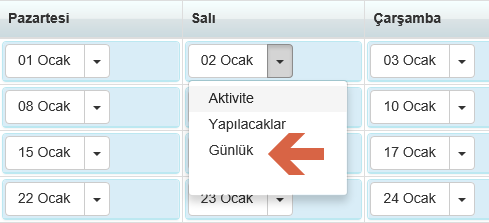 Pazartesi Salı Çarşamba
01 Ocak 02 Ocak 03 Ocak
Aktivite
08 Ocak 10 Ocak
Yapılacaklar
Günlük
15 Ocak 17 Ocak
22 Ocak 23 Ocak 24 Ocak